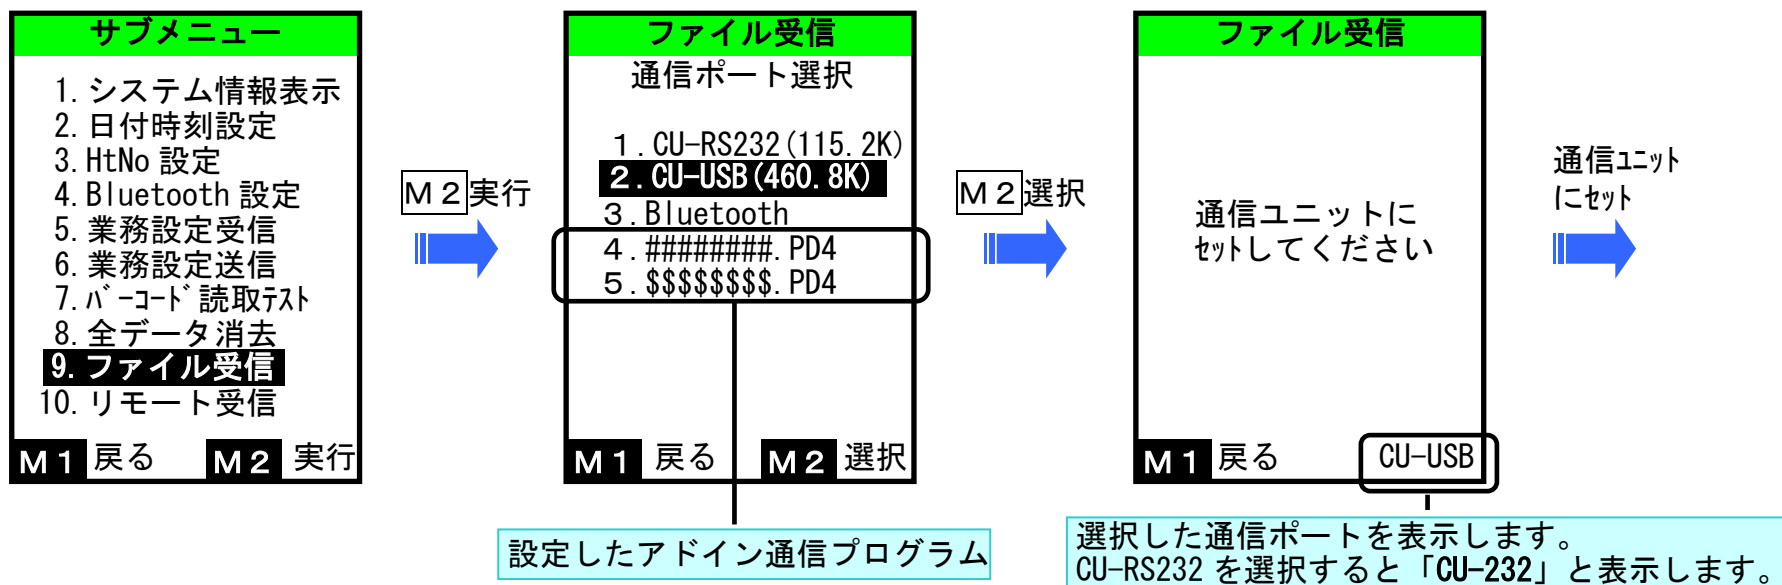 サブメニュー
1. システム情報表示
2. 日付時刻設定
3. HtNo 設定
4. Bluetooth 設定
5. 業務設定受信
6. 業務設定送信
7. ﾊﾞｰｺｰﾄﾞ読取ﾃｽﾄ
8. 全データ消去
9. ファイル受信
10. リモート受信
M1 戻る M2 実行
M2 実行
ファイル受信
通信ポート選択
1. CU-RS232(115.2K)
2. CU-USB(460.8K)
3. Bluetooth
4. ########.PD4
5. $$$$$$$$.PD4
M1 戻る M2 選択
設定したアドイン通信プログラム
M2 選択
ファイル受信
通信ユニットに
ｾｯﾄしてください
M1 戻る CU-USB
選択した通信ポートを表示します。
CU-RS232 を選択すると「CU-232」と表示します。
通信ﾕﾆｯﾄ
にｾｯﾄ